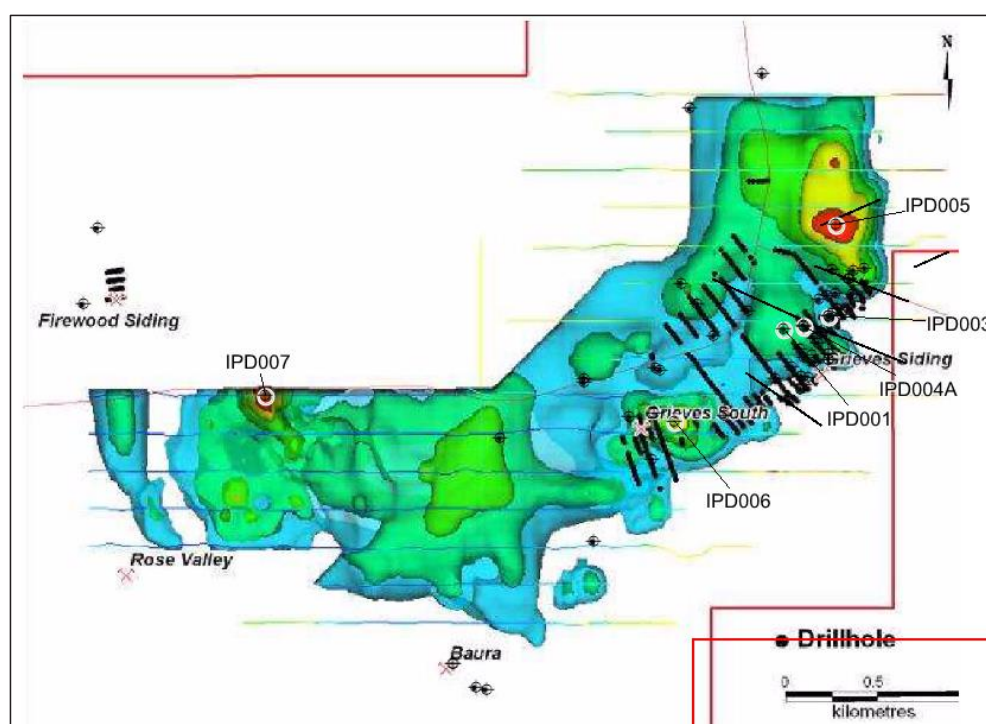 N
IPD005
Firewood Siding
IPD003
IPD007
Grieves Siding
IPD004A
Grieves South
IPD001
IPD006
Rose Valley
Baura
Drillhole
0 0.5
kilometres